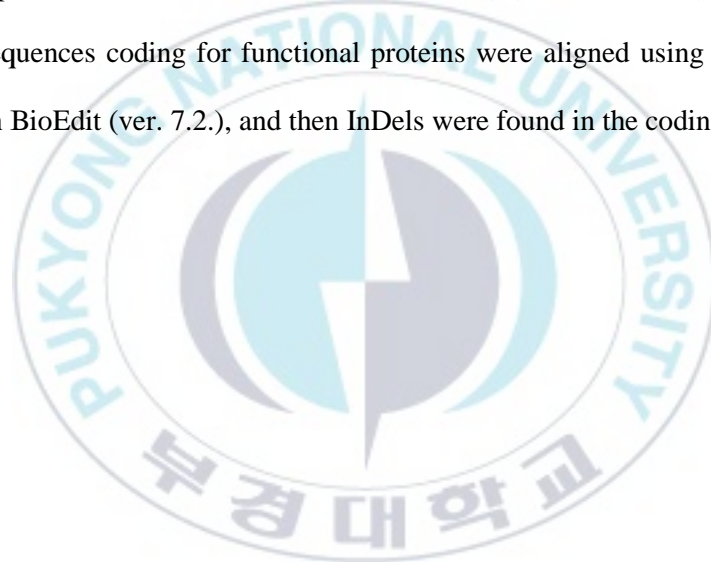 quences coding for functional proteins were aligned using
BioEdit (ver. 7.2.), and then InDels were found in the codin
PUKYONG NATIONAL UNIVERSITY
부경대학교